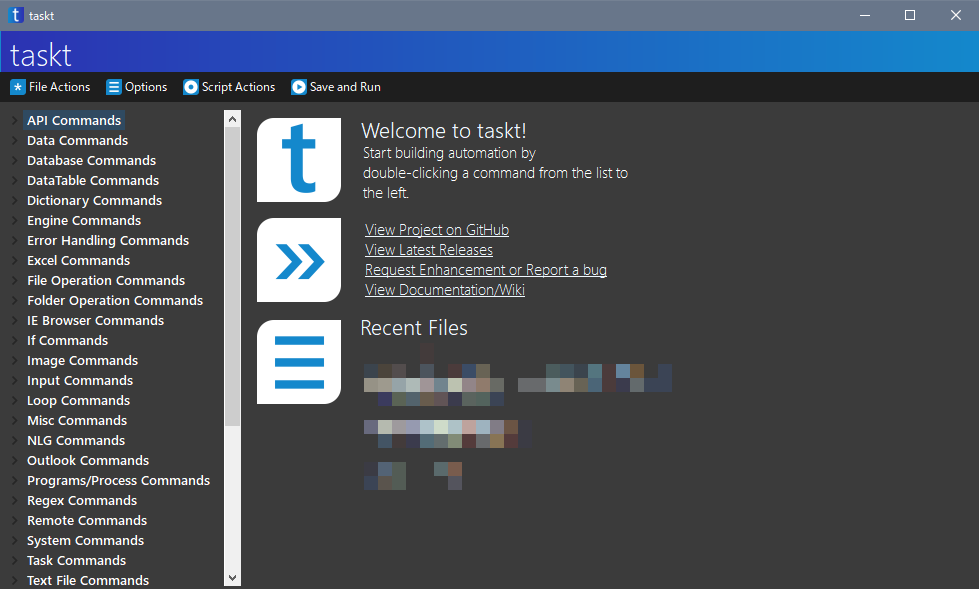 taskt
taskt
File Actions
Options
Script Actions
Save and Run
API Commands
Data Commands
Database Commands
DataTable Commands
Dictionary Commands
Engine Commands
Error Handling Commands
Excel Commands
File Operation Commands
Folder Operation Commands
IE Browser Commands
If Commands
Image Commands
Input Commands
Loop Commands
Misc Commands
NLG Commands
Outlook Commands
Programs/Process Commands
Regex Commands
Remote Commands
System Commands
Task Commands
Text File Commands
t
Welcome to taskt!
Start building automation by
double-clicking a command from the list to
the left.
View Project on GitHub
View Latest Releases
Request Enhancement or Report a bug
View Documentation/Wiki
Recent Files